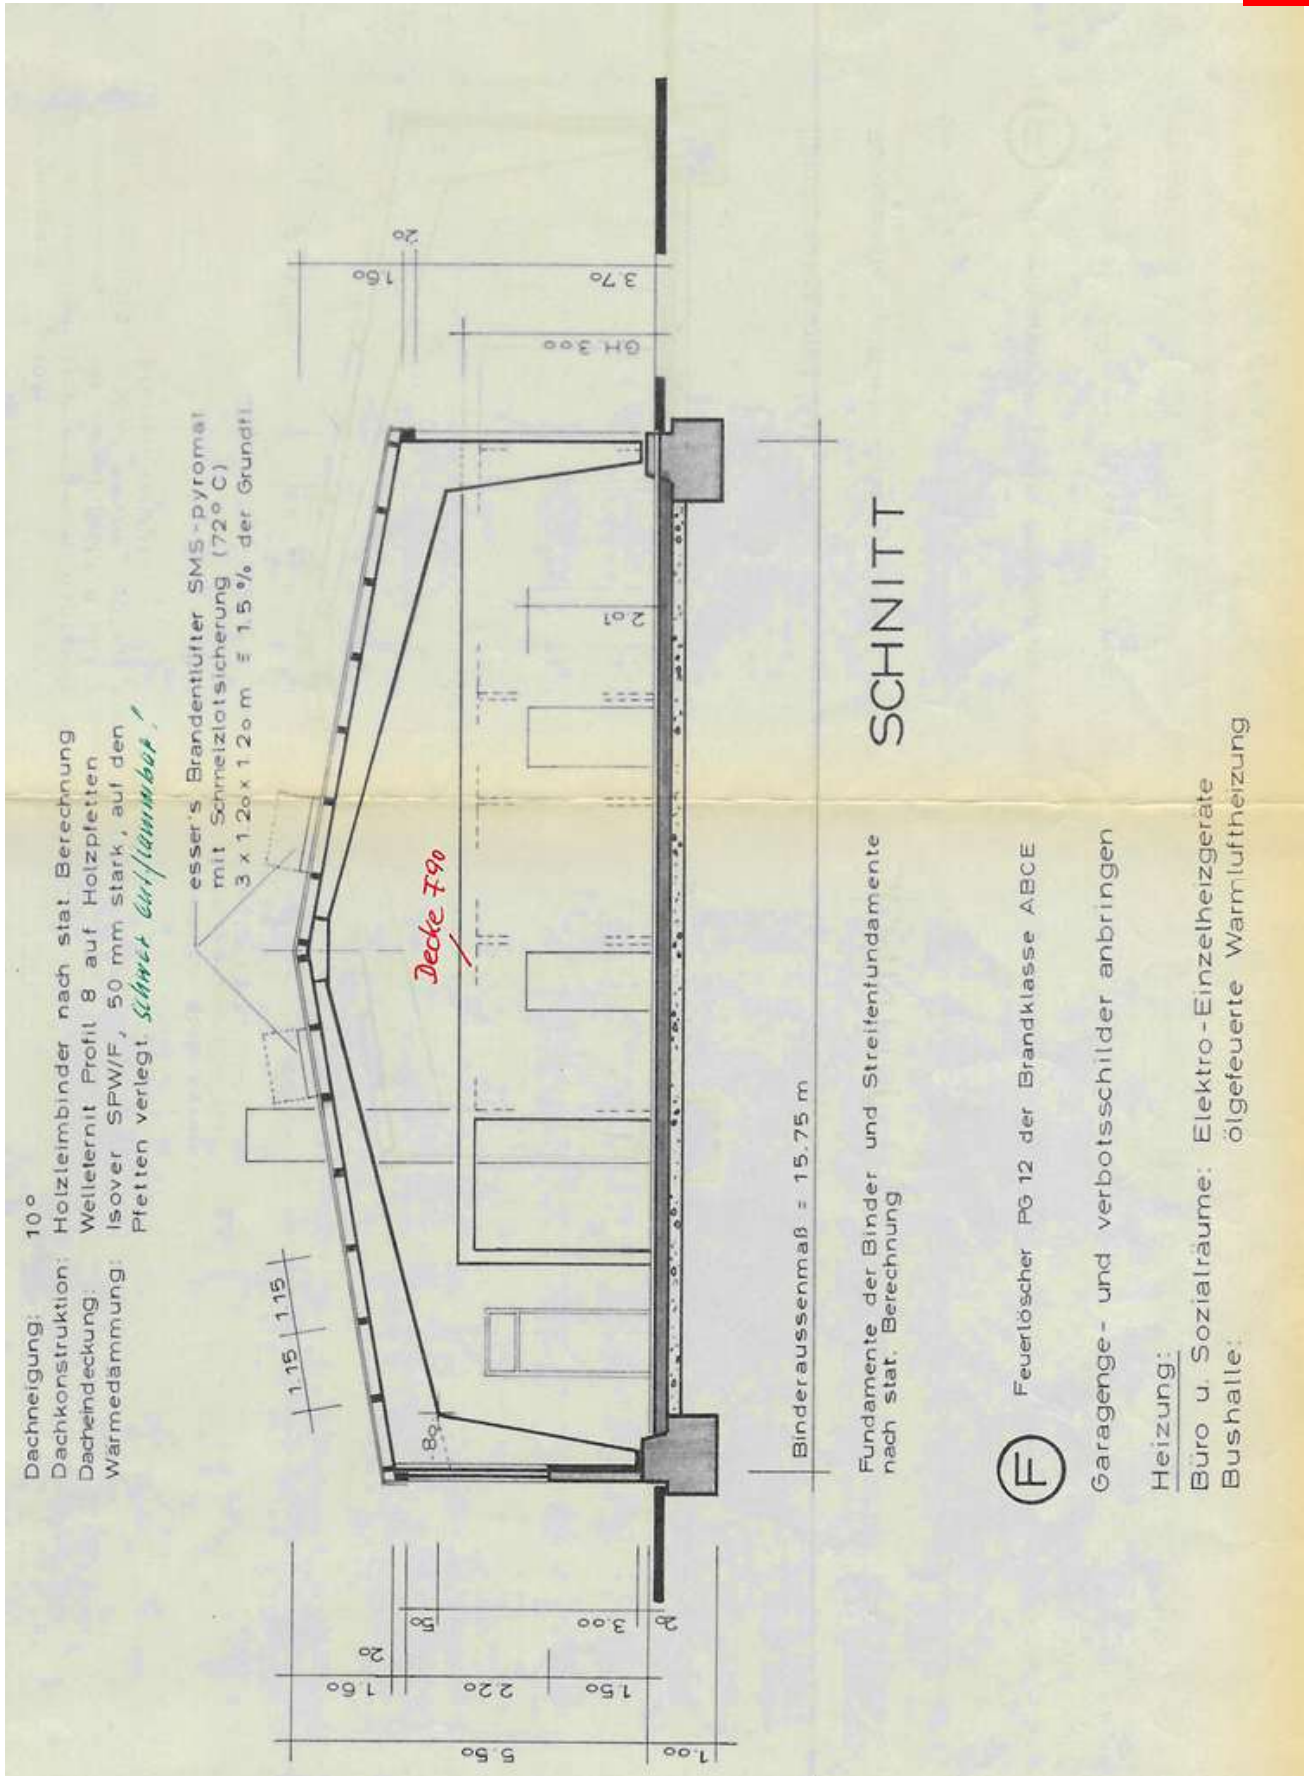 Dachneigung: 10°
Dachkonstruktion: Holzleimbinder nach stat. Berechnung
Dacheindeckung: Welleternit Profil 8 auf Holzpfetten
Wärmedämmung: Isover SPW/F, 50 mm stark, auf den
Pfetten verlegt. schwer entflammbar!
esser's Brandentlüfter SMS-pyromat
mit Schmelzlotsicherung (72° C)
3 x 1.20 x 1.20 m ≙ 1.5 % der Grundfl.
1.15 1.15
Decke F90
80
1.60
20
3.70
GH 3.00
2.01
1.60
20
2.20
1.50
5.50
1.00
50
3.00
20
Binderaussenmaß = 15.75 m
SCHNITT
Fundamente der Binder und Streifenfundamente
nach stat. Berechnung
F Feuerlöscher PG 12 der Brandklasse ABCE
Garagenge- und verbotsschilder anbringen
Heizung:
Büro u. Sozialräume: Elektro-Einzelheizgeräte
Bushalle: ölgefeuerte Warmluftheizung